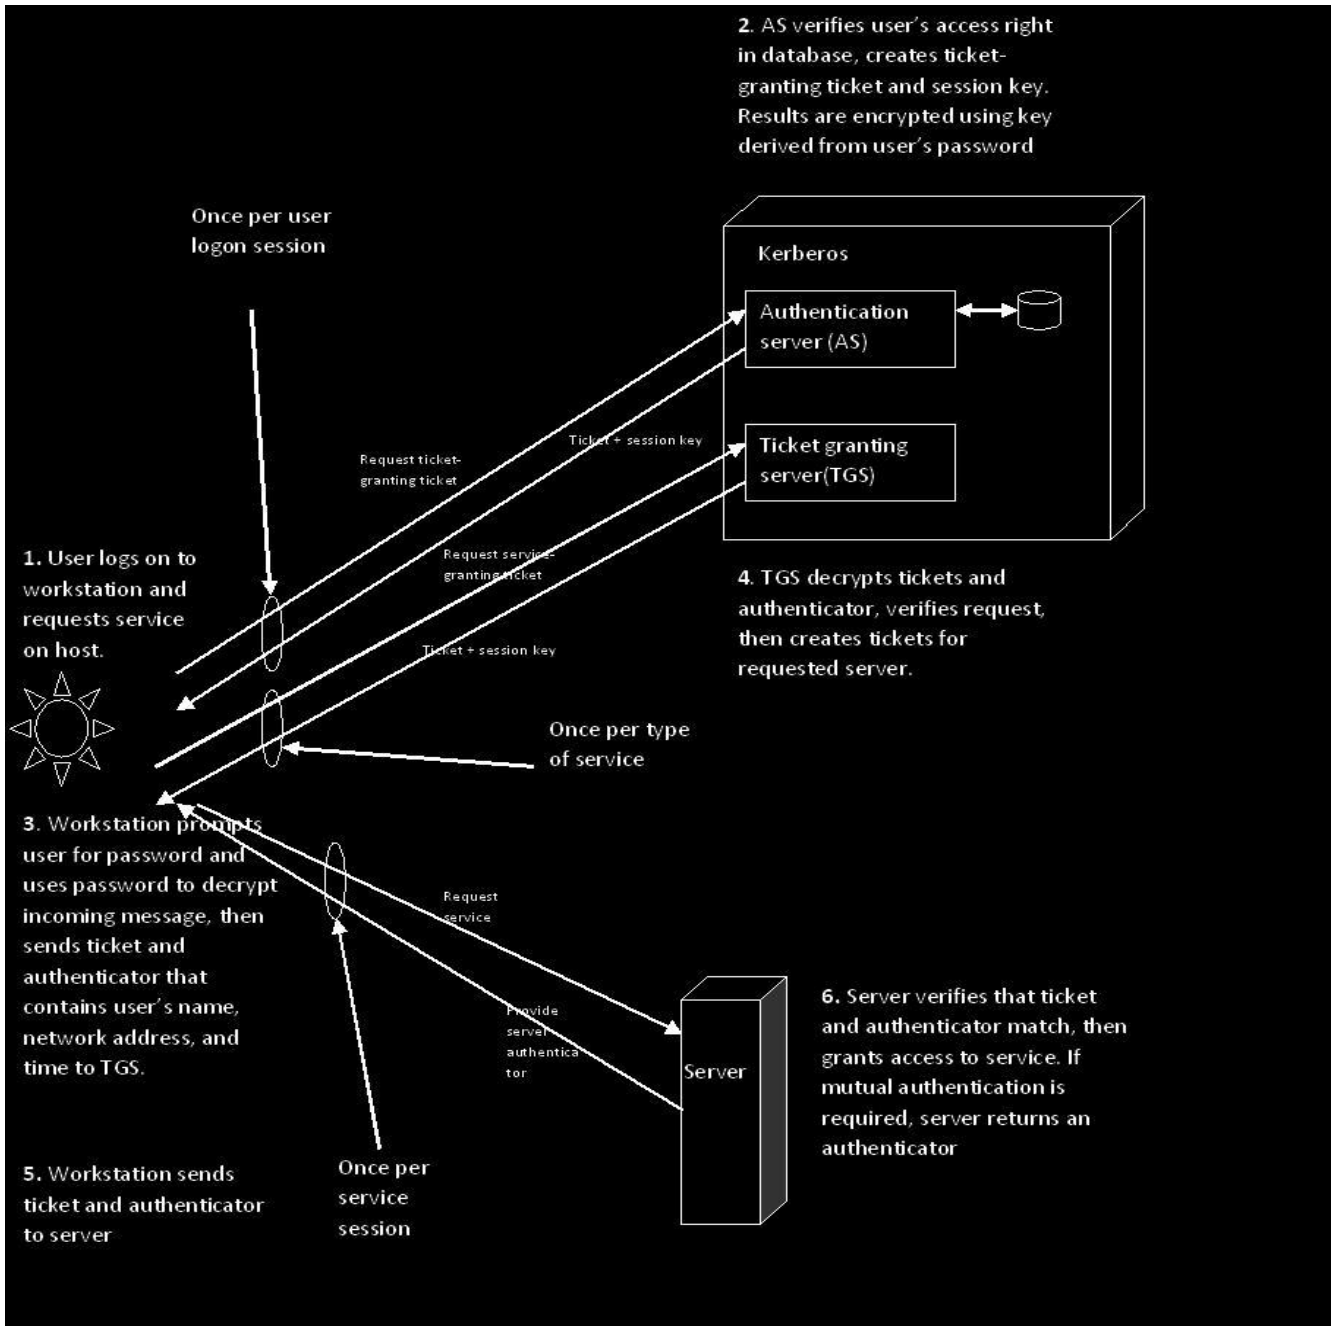 2. AS verifies user's access right
in database, creates ticket-
granting ticket and session key.
Results are encrypted using key
derived from user's password
Once per user
logon session
Kerberos
Authentication
server (AS)
Ticket + session key
Request ticket-
granting ticket
Ticket granting
server(TGS)
Request service-
granting ticket
1. User logs on to
workstation and
requests service
on host.
4. TGS decrypts tickets and
authenticator, verifies request,
then creates tickets for
requested server.
Ticket + session key
Once per type
of service
3. Workstation prompts
user for password and
uses password to decrypt
incoming message, then
sends ticket and
authenticator that
contains user's name,
network address, and
time to TGS.
Request
service
Provide
server
authentica
tor
Server
6. Server verifies that ticket
and authenticator match, then
grants access to service. If
mutual authentication is
required, server returns an
authenticator
5. Workstation sends
ticket and authenticator
to server
Once per
service
session